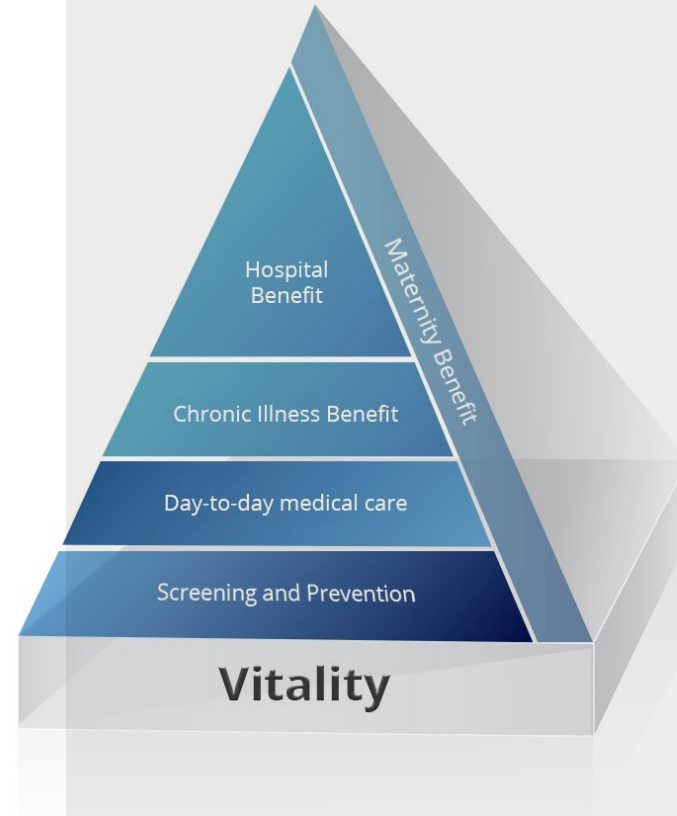 Hospital
Benefit
Maternity Benefit
Chronic Illness Benefit
Day-to-day medical care
Screening and Prevention
Vitality